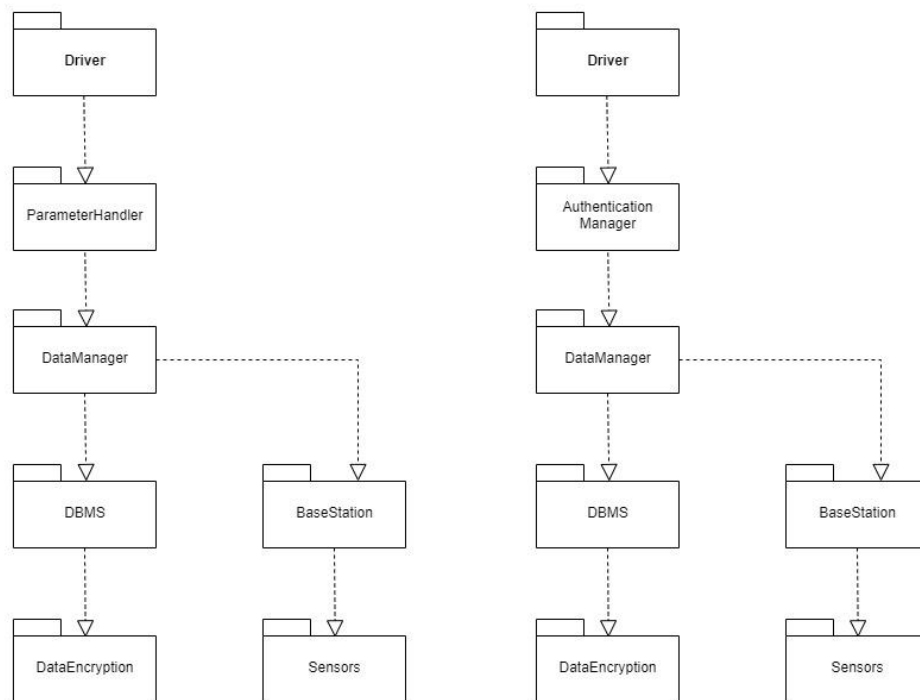 Driver
ParameterHandler
DataManager
DBMS
BaseStation
DataEncryption
Sensors
Driver
Authentication
Manager
DataManager
DBMS
BaseStation
DataEncryption
Sensors